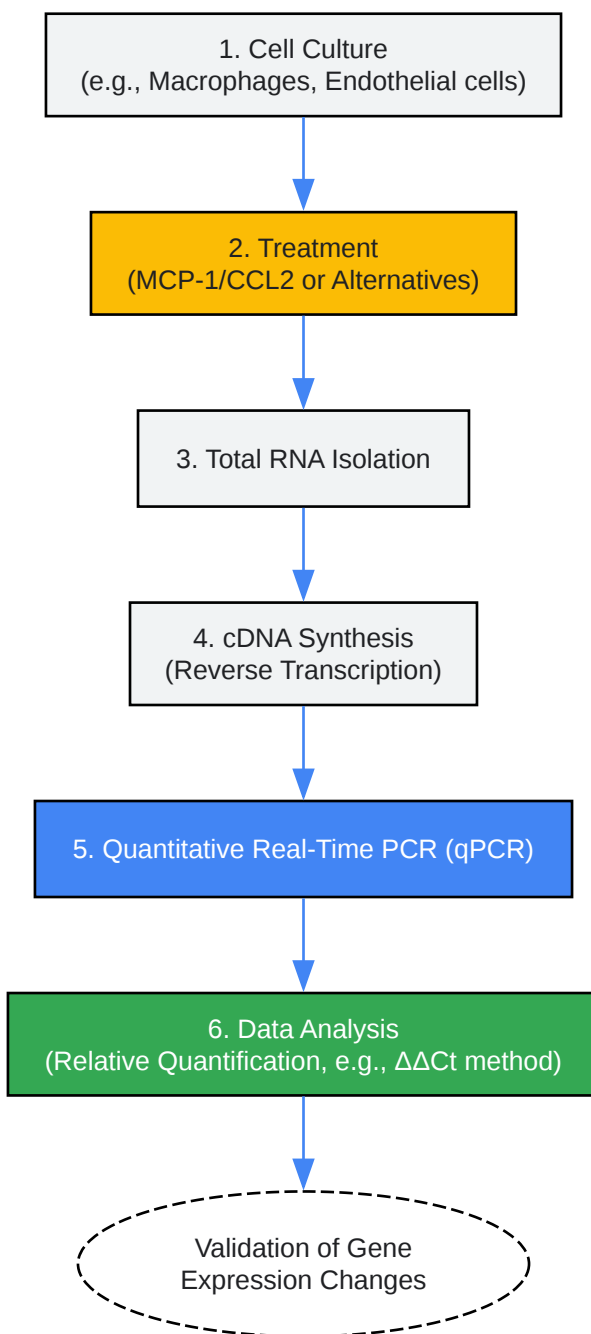 1. Cell Culture
(e.g., Macrophages, Endothelial cells)
2. Treatment
(MCP-1/CCL2 or Alternatives)
3. Total RNA Isolation
4. cDNA Synthesis
(Reverse Transcription)
5. Quantitative Real-Time PCR (qPCR)
6. Data Analysis
(Relative Quantification, e.g., ΔΔCt method)
Validation of Gene
Expression Changes